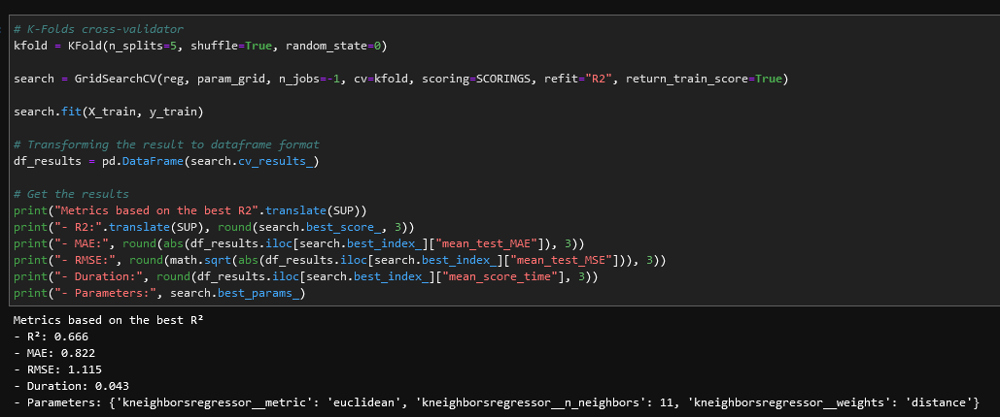 # K-Folds cross-validator
kfold = KFold(n_splits=5, shuffle=True, random_state=0)
search = GridSearchCV(reg, param_grid, n_jobs=-1, cv=kfold, scoring=SCORINGS, refit="R2", return_train_score=True)
search.fit(X_train, y_train)
# Transforming the result to dataframe format
df_results = pd.DataFrame(search.cv_results_)
# Get the results
print("Metrics based on the best R2".translate(SUP))
print("- R2:".translate(SUP), round(search.best_score_, 3))
print("- MAE:", round(abs(df_results.iloc[search.best_index_]["mean_test_MAE"]), 3))
print("- RMSE:", round(math.sqrt(abs(df_results.iloc[search.best_index_]["mean_test_MSE"])), 3))
print("- Duration:", round(df_results.iloc[search.best_index_]["mean_score_time"], 3))
print("- Parameters:", search.best_params_)
Metrics based on the best R²
- R²: 0.666
- MAE: 0.822
- RMSE: 1.115
- Duration: 0.043
- Parameters: {'kneighborsregressor__metric': 'euclidean', 'kneighborsregressor__n_neighbors': 11, 'kneighborsregressor__weights': 'distance'}